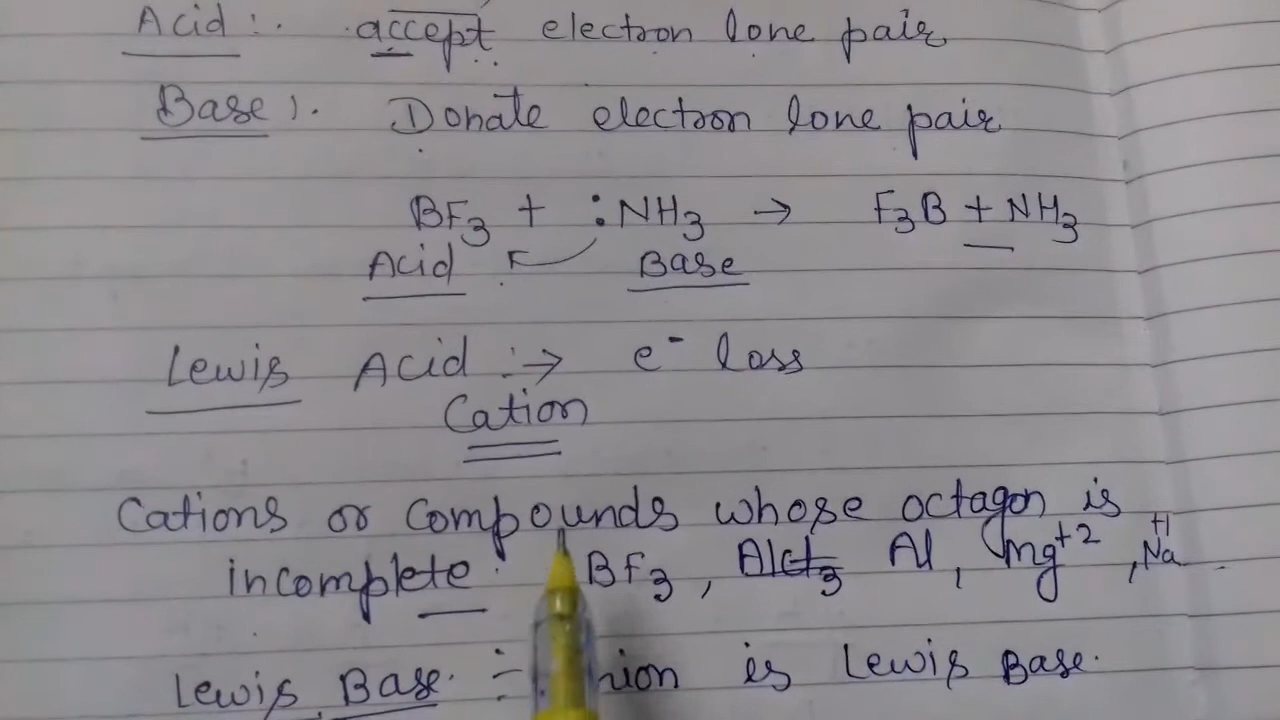 Acid :. accept electron lone pair
Base :. Donate electron lone pair
BF3 + :NH3 → F3B + NH3
Acid Base
Lewis Acid :→ e- loss
Cation
Cations or Compounds whose octagon is
incomplete. BF3, AlCl3 Al, Mg+2, Na+1
Lewis Base. :- is Lewis Base.